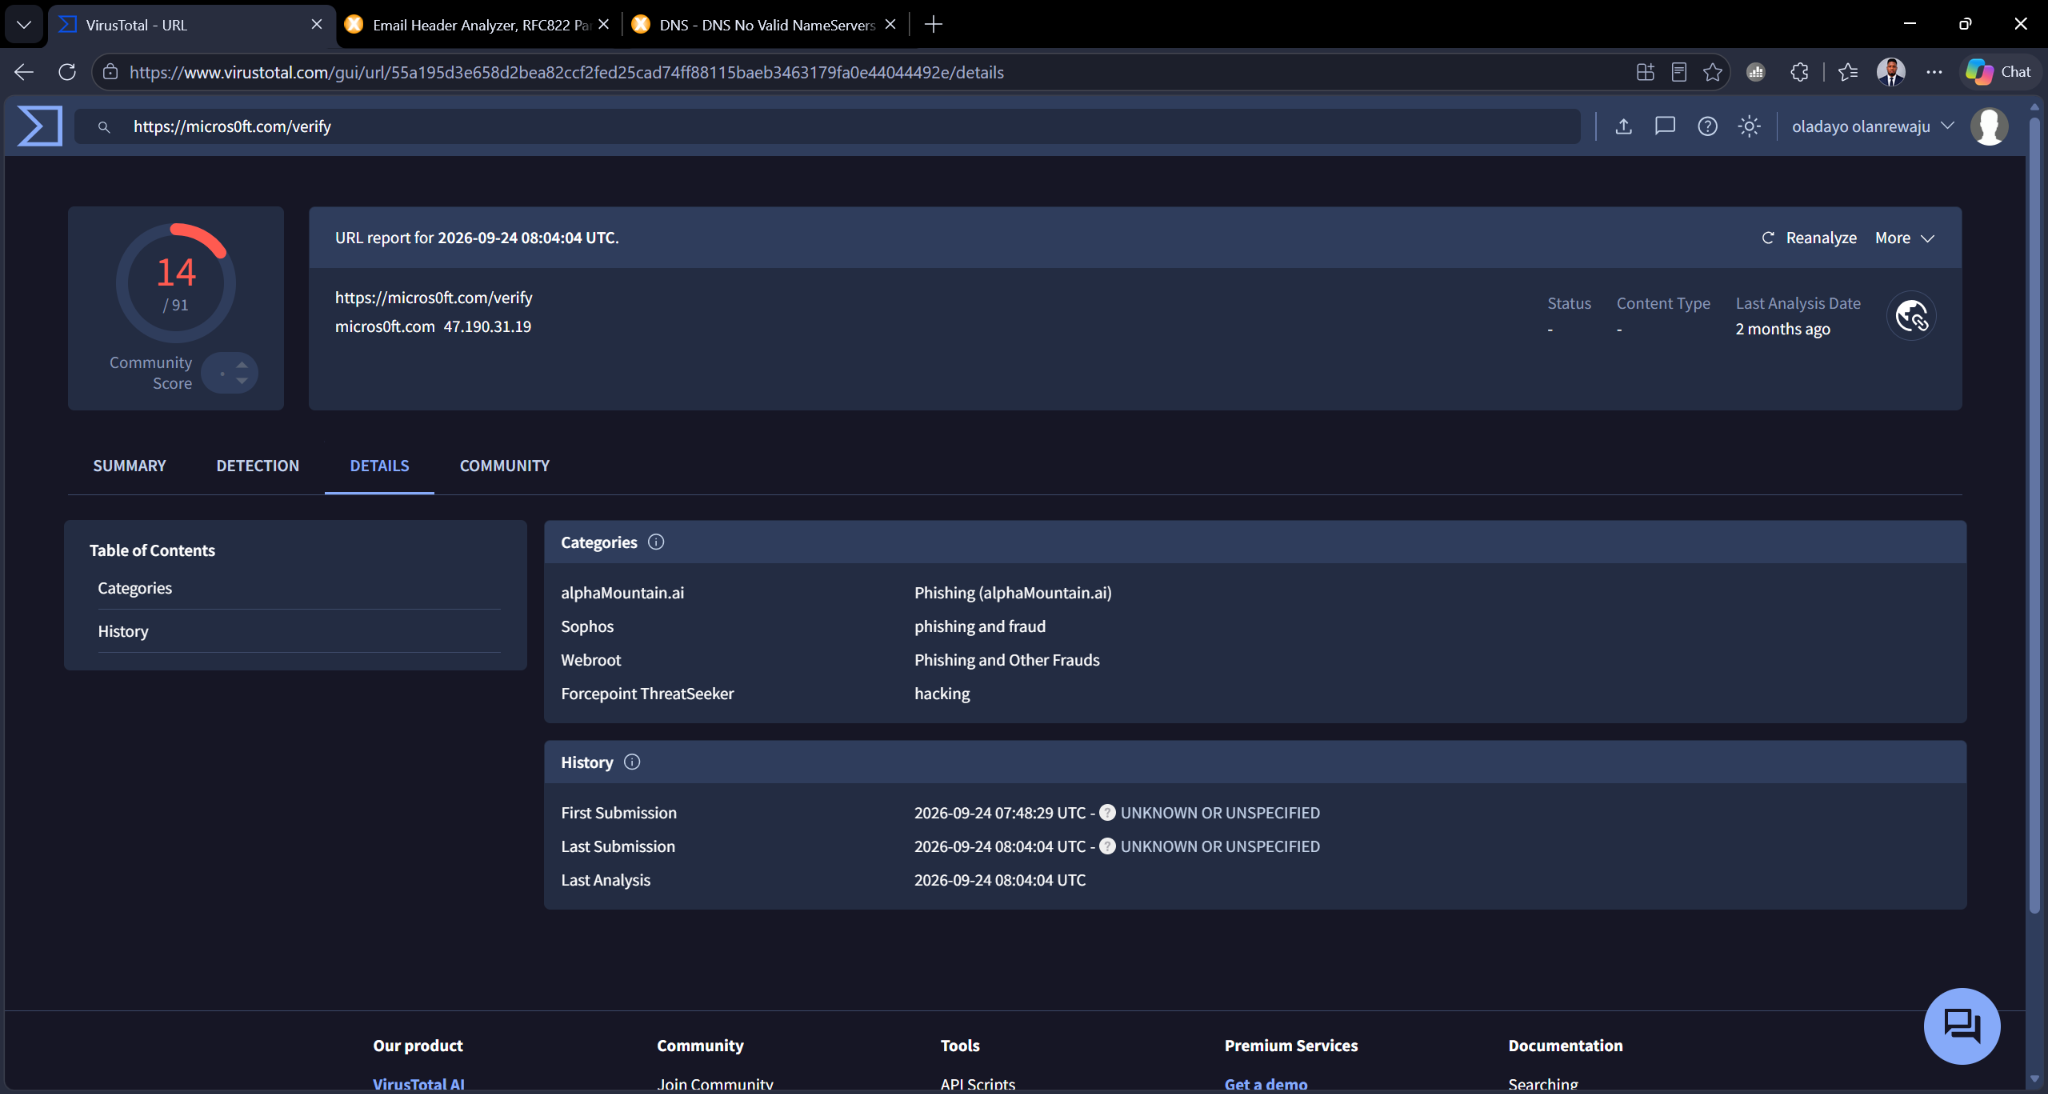 VirusTotal - URL
Email Header Analyzer, RFC822 Pa
DNS - DNS No Valid NameServers
https://www.virustotal.com/gui/url/55a195d3e658d2bea82ccf2fed25cad74ff88115baeb3463179fa0e44044492e/details
Chat
https://micros0ft.com/verify
oladayo olanrewaju
14
/ 91
Community
Score
URL report for 2026-09-24 08:04:04 UTC.
Reanalyze
More
https://micros0ft.com/verify
micros0ft.com 47.190.31.19
Status
-
Content Type
-
Last Analysis Date
2 months ago
SUMMARY
DETECTION
DETAILS
COMMUNITY
Table of Contents
Categories
History
Categories
alphaMountain.ai Phishing (alphaMountain.ai)
Sophos phishing and fraud
Webroot Phishing and Other Frauds
Forcepoint ThreatSeeker hacking
History
First Submission 2026-09-24 07:48:29 UTC - ? UNKNOWN OR UNSPECIFIED
Last Submission 2026-09-24 08:04:04 UTC - ? UNKNOWN OR UNSPECIFIED
Last Analysis 2026-09-24 08:04:04 UTC
Our product
Community
Tools
Premium Services
Documentation
VirusTotal AI
Join Community
API Scripts
Get a demo
Searching